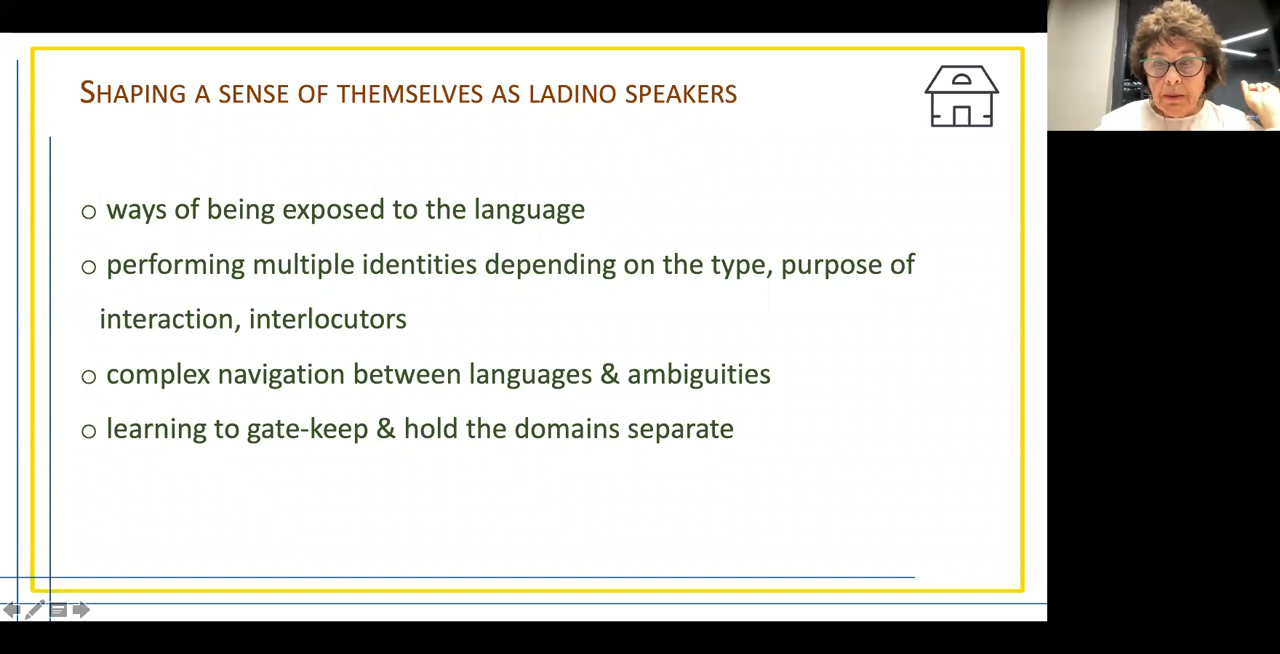 SHAPING A SENSE OF THEMSELVES AS LADINO SPEAKERS
o ways of being exposed to the language
o performing multiple identities depending on the type, purpose of
interaction, interlocutors
o complex navigation between languages & ambiguities
o learning to gate-keep & hold the domains separate